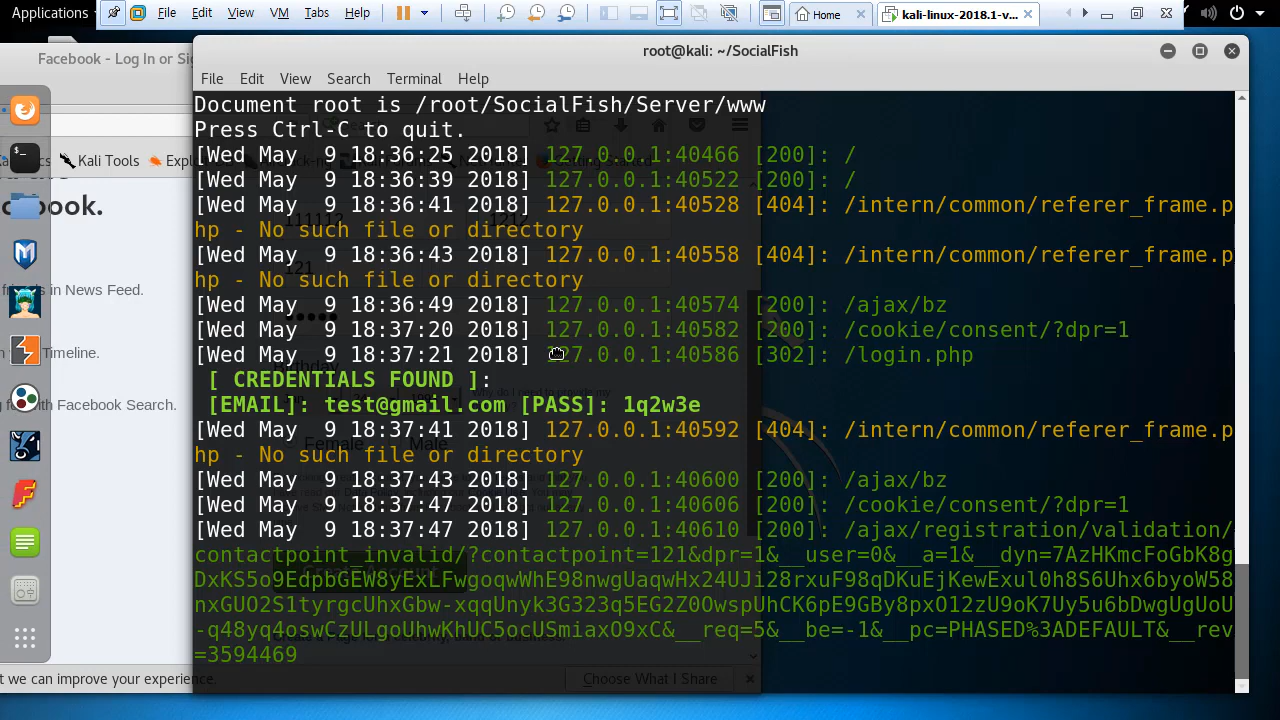 Applications
File Edit View VM Tabs Help
Home
kali-linux-2018.1-v...
Facebook - Log In or Si
root@kali: ~/SocialFish
File Edit View Search Terminal Help
Document root is /root/SocialFish/Server/www
Press Ctrl-C to quit.
[Wed May  9 18:36:25 2018] 127.0.0.1:40466 [200]: /
[Wed May  9 18:36:39 2018] 127.0.0.1:40522 [200]: /
[Wed May  9 18:36:41 2018] 127.0.0.1:40528 [404]: /intern/common/referer_frame.p
hp - No such file or directory
[Wed May  9 18:36:43 2018] 127.0.0.1:40558 [404]: /intern/common/referer_frame.p
hp - No such file or directory
[Wed May  9 18:36:49 2018] 127.0.0.1:40574 [200]: /ajax/bz
[Wed May  9 18:37:20 2018] 127.0.0.1:40582 [200]: /cookie/consent/?dpr=1
[Wed May  9 18:37:21 2018] 127.0.0.1:40586 [302]: /login.php
[ CREDENTIALS FOUND ]:
[EMAIL]: test@gmail.com [PASS]: 1q2w3e
[Wed May  9 18:37:41 2018] 127.0.0.1:40592 [404]: /intern/common/referer_frame.p
hp - No such file or directory
[Wed May  9 18:37:43 2018] 127.0.0.1:40600 [200]: /ajax/bz
[Wed May  9 18:37:47 2018] 127.0.0.1:40606 [200]: /cookie/consent/?dpr=1
[Wed May  9 18:37:47 2018] 127.0.0.1:40610 [200]: /ajax/registration/validation/
contactpoint_invalid/?contactpoint=121&dpr=1&__user=0&__a=1&__dyn=7AzHKmcFoGbK8g
DxKS5o9EdpbGEW8yExLFwgoqwWhE98nwgUaqwHx24UJi28rxuF98qDKuEjKewExul0h8S6Uhx6byoW58
nxGUO2S1tyrgcUhxGbw-xqqUnyk3G323q5EG2Z0OwspUhCK6pE9GBy8pxO12zU9oK7Uy5u6bDwgUgUoU
-q48yq4oswCzULgoUhwKhUC5ocUSmiaxO9xC&__req=5&__be=-1&__pc=PHASED%3ADEFAULT&__rev
=3594469
Kali Tools
book.
in News Feed.
Timeline.
with Facebook Search.
111112
1212
121
Female
Male
t we can improve your experience.
Choose What I Share